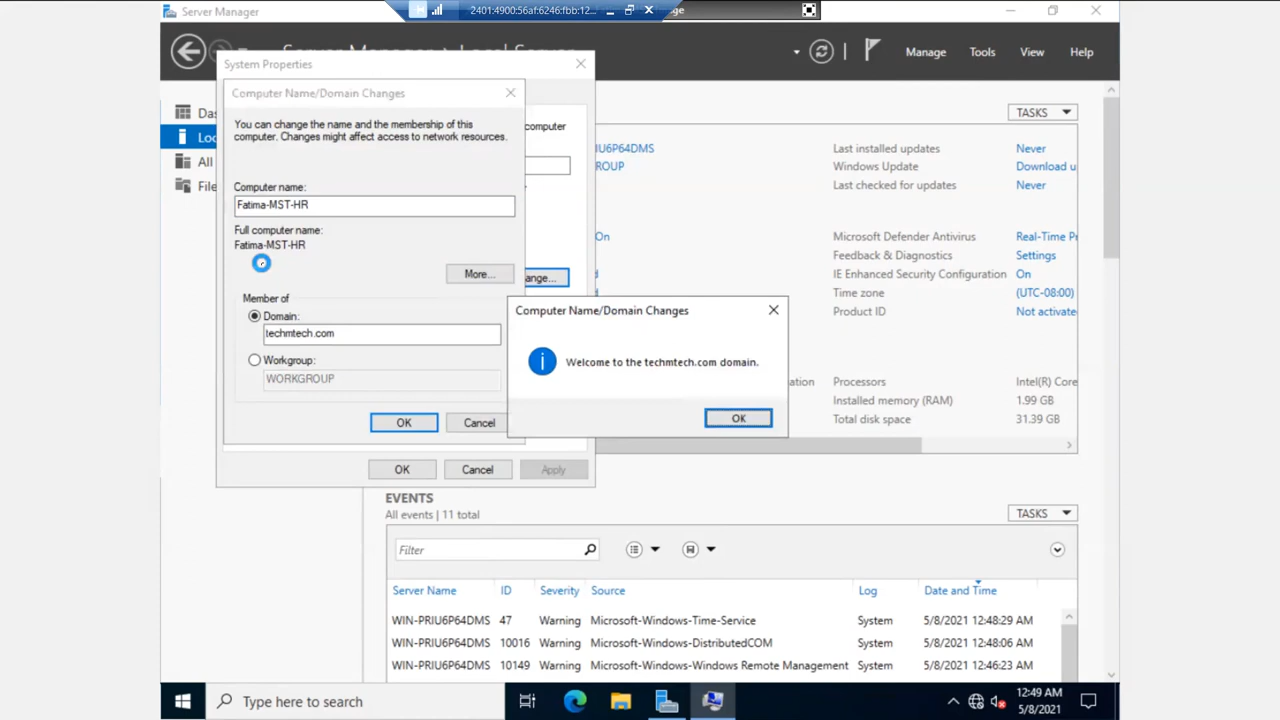 Server Manager
2401:4900:56af:6246:fbb:12...
Server Manager
Local Server
Manage
Tools
View
Help
System Properties
Computer Name/Domain Changes
You can change the name and the membership of this
computer. Changes might affect access to network resources.
computer
Computer name:
Fatima-MST-HR
Full computer name:
Fatima-MST-HR
More...
ange...
Member of
Domain:
techmtech.com
Workgroup:
WORKGROUP
OK
Cancel
OK
Cancel
Apply
Computer Name/Domain Changes
Welcome to the techmtech.com domain.
OK
Das
Loc
All
File
TASKS
PRIU6P64DMS
ROUP
On
Last installed updates
Never
Windows Update
Download u
Last checked for updates
Never
Microsoft Defender Antivirus
Real-Time Pr
Feedback & Diagnostics
Settings
IE Enhanced Security Configuration
On
Time zone
(UTC-08:00)
Product ID
Not activate
ation
Processors
Intel(R) Core
Installed memory (RAM)
1.99 GB
Total disk space
31.39 GB
EVENTS
All events | 11 total
TASKS
Filter
Server Name ID Severity Source Log Date and Time
WIN-PRIU6P64DMS 47 Warning Microsoft-Windows-Time-Service System 5/8/2021 12:48:29 AM
WIN-PRIU6P64DMS 10016 Warning Microsoft-Windows-DistributedCOM System 5/8/2021 12:48:06 AM
WIN-PRIU6P64DMS 10149 Warning Microsoft-Windows-Windows Remote Management System 5/8/2021 12:46:23 AM
Type here to search
12:49 AM
5/8/2021